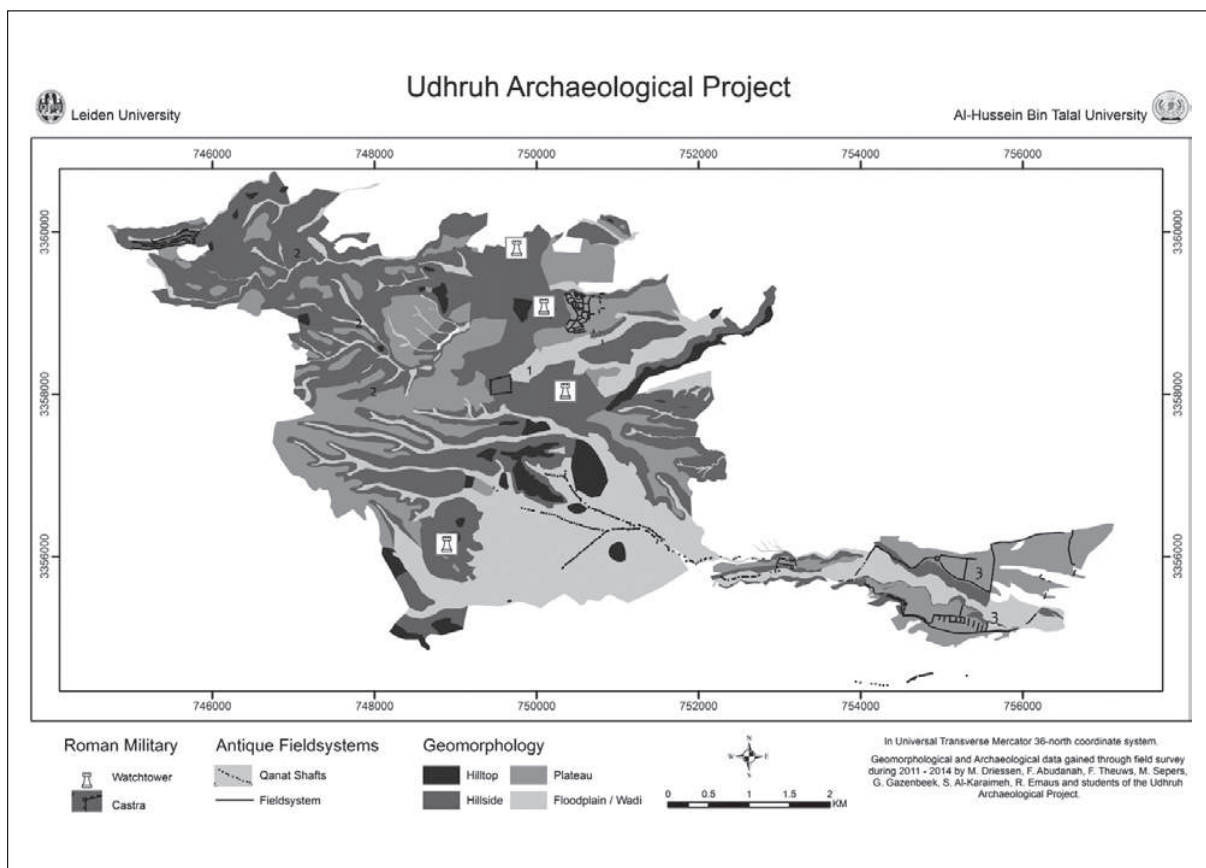 Udhruh Archaeological Project
Leiden University
Al-Hussein Bin Talal University
746000
748000
750000
752000
754000
756000
3360000
3360000
3358000
3358000
3356000
3356000
2
2
2
1
3
3
746000
748000
750000
752000
754000
756000
Roman Military
Watchtower
Castra
Antique Fieldsystems
Qanat Shafts
Fieldsystem
Geomorphology
Hilltop
Plateau
Hillside
Floodplain / Wadi
N
W E
S
0 0.5 1 1.5 2
KM
In Universal Transverse Mercator 36-north coordinate system.
Geomorphological and Archaeological data gained through field survey
during 2011 - 2014 by M. Driessen, F. Abudanah, F. Theuws, M. Sepers,
G. Gazenbeek, S. Al-Karaimeh, R. Emaus and students of the Udhruh
Archaeological Project.